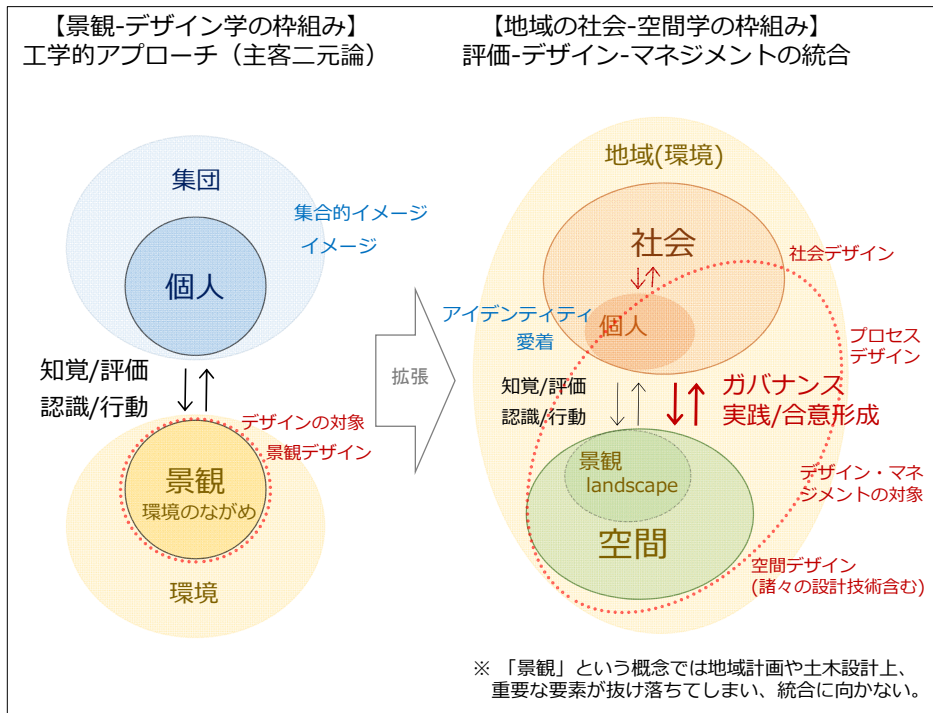 【景観-デザイン学の枠組み】
工学的アプローチ（主客二元論）
集団
集合的イメージ
イメージ
個人
知覚/評価
認識/行動
デザインの対象
景観デザイン
景観
環境のながめ
環境
拡張
【地域の社会-空間学の枠組み】
評価-デザイン-マネジメントの統合
地域(環境)
社会
社会デザイン
アイデンティティ
愛着
個人
プロセス
デザイン
知覚/評価
認識/行動
ガバナンス
実践/合意形成
景観
landscape
空間
デザイン・マネ
ジメントの対象
空間デザイン
(諸々の設計技術含む)
※ 「景観」という概念では地域計画や土木設計上、
重要な要素が抜け落ちてしまい、統合に向かない。